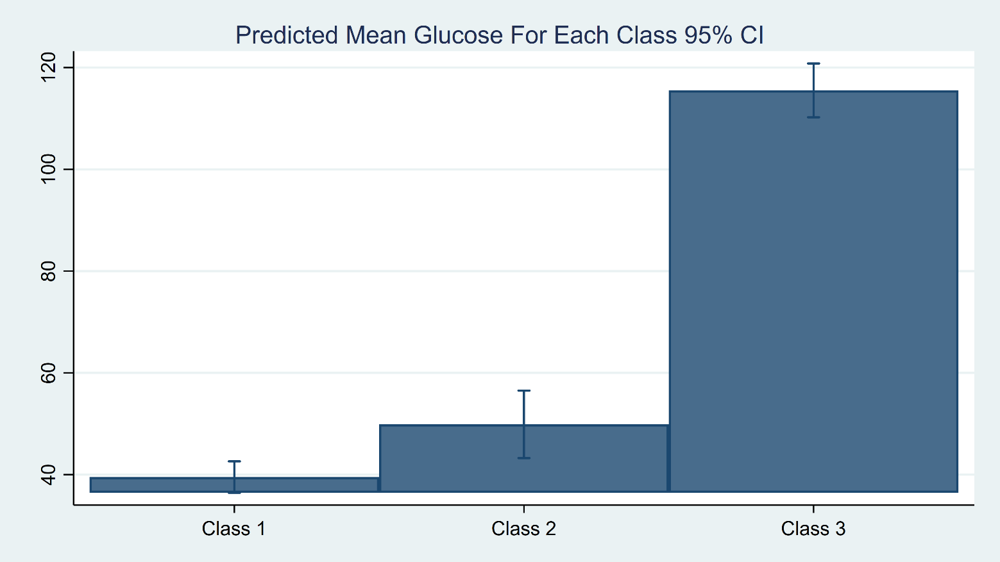 Predicted Mean Glucose For Each Class 95% CI
120
100
80
60
40
Class 1
Class 2
Class 3